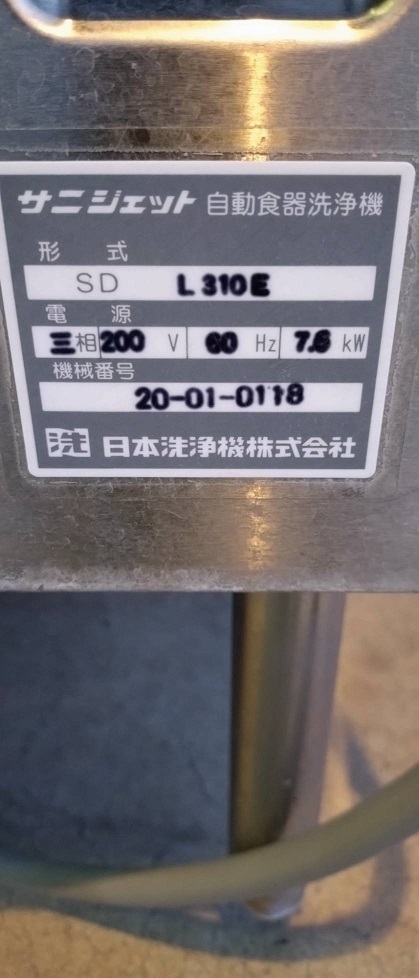 サニジェット 自動食器洗浄機
形 式
SD L310E
電 源
三相 200 V 60 Hz 7.6 kW
機械番号
20-01-0118
洗 日本洗浄機株式会社